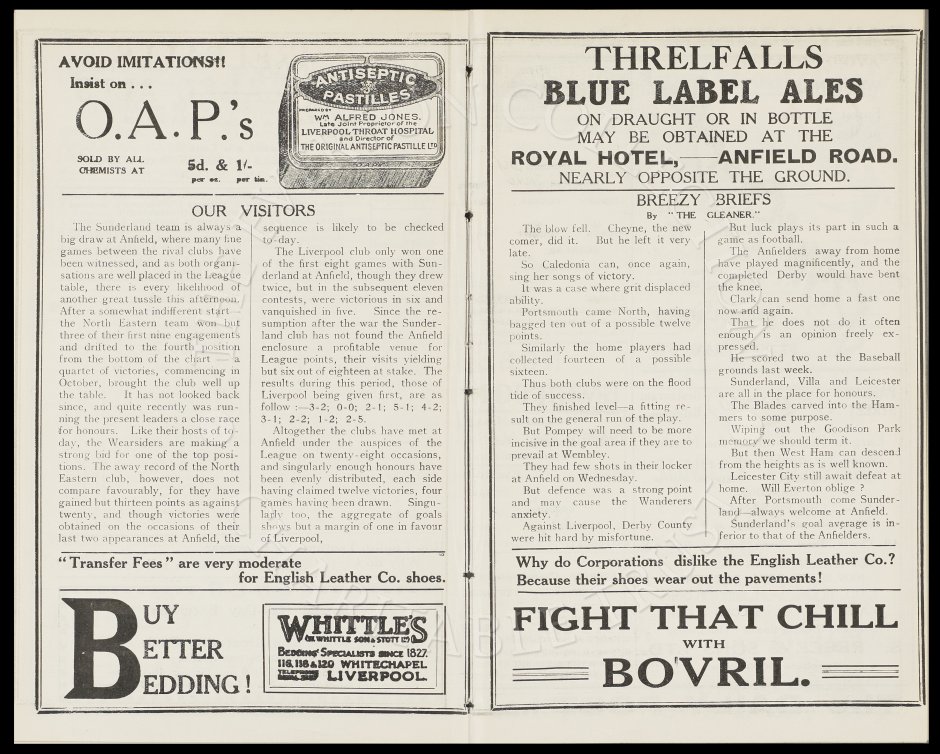 AVOID IMITATIONS!!
Insist on . . .
O.A.P.'s
SOLD BY ALL
CHEMISTS AT
5d. & 1/-
per oz. per tin.
ANTISEPTIC
PASTILLES
PREPARED BY
WM ALFRED JONES.
Late Joint Proprietor of the
LIVERPOOL THROAT HOSPITAL
and Director of
THE ORIGINAL ANTISEPTIC PASTILLE LTD
OUR VISITORS
The Sunderland team is always a
big draw at Anfield, where many fine
games between the rival clubs have
been witnessed, and as both organi-
sations are well placed in the League
table, there is every likelihood of
another great tussle this afternoon.
After a somewhat indifferent start—
the North Eastern team won but
three of their first nine engagements
and drifted to the fourth position
from the bottom of the chart—a
quartet of victories, commencing in
October, brought the club well up
the table. It has not looked back
since, and quite recently was run-
ning the present leaders a close race
for honours. Like their hosts of to-
day, the Wearsiders are making a
strong bid for one of the top posi-
tions. The away record of the North
Eastern club, however, does not
compare favourably, for they have
gained but thirteen points as against
twenty, and though victories were
obtained on the occasions of their
last two appearances at Anfield, the
sequence is likely to be checked
to-day.
The Liverpool club only won one
of the first eight games with Sun-
derland at Anfield, though they drew
twice, but in the subsequent eleven
contests, were victorious in six and
vanquished in five. Since the re-
sumption after the war the Sunder-
land club has not found the Anfield
enclosure a profitable venue for
League points, their visits yielding
but six out of eighteen at stake. The
results during this period, those of
Liverpool being given first, are as
follow :—3-2; 0-0; 2-1; 5-1; 4-2;
3-1; 2-2; 1-2; 2-5.
Altogether the clubs have met at
Anfield under the auspices of the
League on twenty-eight occasions,
and singularly enough honours have
been evenly distributed, each side
having claimed twelve victories, four
games having been drawn. Singu-
larly too, the aggregate of goals
shows but a margin of one in favour
of Liverpool,
"Transfer Fees" are very moderate
for English Leather Co. shoes.
BUY
BETTER
BEDDING!
WHITTLE'S
(W. WHITTLE SON & STOTT LTD)
BEDDING SPECIALISTS SINCE 1827.
116, 118 & 120 WHITECHAPEL
LIVERPOOL.
THRELFALLS
BLUE LABEL ALES
ON DRAUGHT OR IN BOTTLE
MAY BE OBTAINED AT THE
ROYAL HOTEL,—ANFIELD ROAD.
NEARLY OPPOSITE THE GROUND.
BREEZY BRIEFS
By "THE GLEANER."
The blow fell. Cheyne, the new
comer, did it. But he left it very
late.
So Caledonia can, once again,
sing her songs of victory.
It was a case where grit displaced
ability.
Portsmouth came North, having
bagged ten out of a possible twelve
points.
Similarly the home players had
collected fourteen of a possible
sixteen.
Thus both clubs were on the flood
tide of success.
They finished level—a fitting re-
sult on the general run of the play.
But Pompey will need to be more
incisive in the goal area if they are to
prevail at Wembley.
They had few shots in their locker
at Anfield on Wednesday.
But defence was a strong point
and may cause the Wanderers
anxiety.
Against Liverpool, Derby County
were hit hard by misfortune.
But luck plays its part in such a
game as football.
The Anfielders away from home
have played magnificently, and the
completed Derby would have bent
the knee.
Clark can send home a fast one
now and again.
That he does not do it often
enough is an opinion freely ex-
pressed.
He scored two at the Baseball
grounds last week.
Sunderland, Villa and Leicester
are all in the place for honours.
The Blades carved into the Ham-
mers to some purpose.
Wiping out the Goodison Park
memory we should term it.
But then West Ham can descend
from the heights as is well known.
Leicester City still await defeat at
home. Will Everton oblige ?
After Portsmouth come Sunder-
land—always welcome at Anfield.
Sunderland's goal average is in-
ferior to that of the Anfielders.
Why do Corporations dislike the English Leather Co.?
Because their shoes wear out the pavements!
FIGHT THAT CHILL
WITH
BOVRIL.